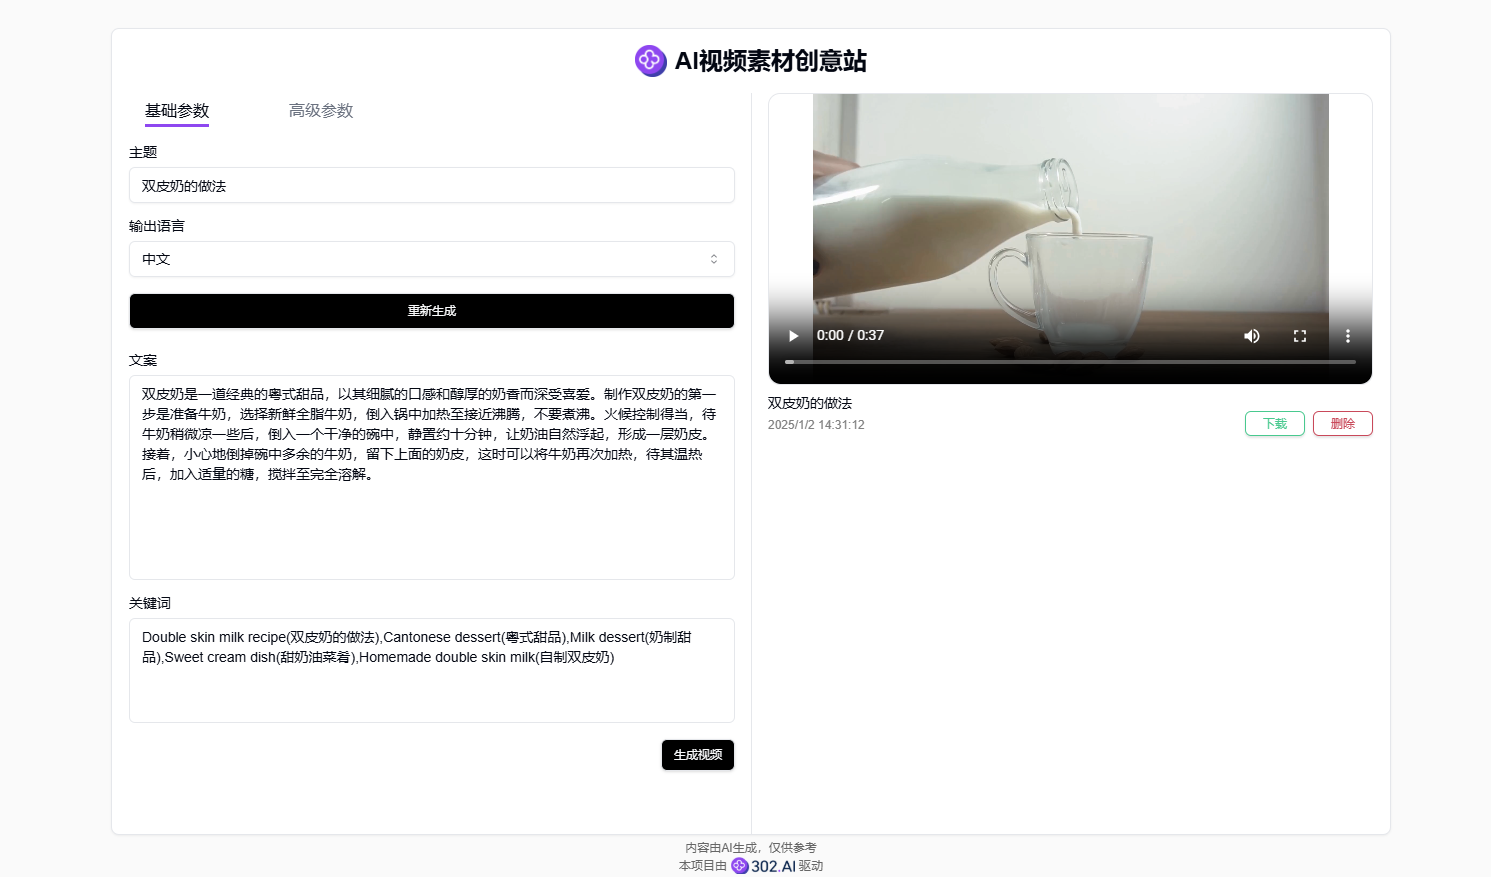 AI视频素材创意站
基础参数
高级参数
主题
双皮奶的做法
输出语言
中文
重新生成
文案
双皮奶是一道经典的粤式甜品，以其细腻的口感和醇厚的奶香而深受喜爱。制作双皮奶的第一
步是准备牛奶，选择新鲜全脂牛奶，倒入锅中加热至接近沸腾，不要煮沸。火候控制得当，待
牛奶稍微凉一些后，倒入一个干净的碗中，静置约十分钟，让奶油自然浮起，形成一层奶皮。
接着，小心地倒掉碗中多余的牛奶，留下上面的奶皮，这时可以将牛奶再次加热，待其温热
后，加入适量的糖，搅拌至完全溶解。
关键词
Double skin milk recipe(双皮奶的做法),Cantonese dessert(粤式甜品),Milk dessert(奶制甜
品),Sweet cream dish(甜奶油菜肴),Homemade double skin milk(自制双皮奶)
生成视频
0:00 / 0:37
双皮奶的做法
2025/1/2 14:31:12
下载
删除
内容由AI生成，仅供参考
本项目由 302.AI 驱动